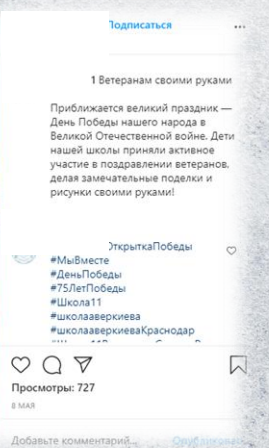 Подписаться
1 Ветеранам своими руками
Приближается великий праздник —
День Победы нашего народа в
Великой Отечественной войне. Дети
нашей школы приняли активное
участие в поздравлении ветеранов,
делая замечательные поделки и
рисунки своими руками!
ОткрыткаПобеды
#МыВместе
#ДеньПобеды
#75ЛетПобеды
#Школа11
#школааверкиева
#школааверкиеваКраснодар
Просмотры: 727
8 МАЯ
Добавьте комментарий...
Опубликовать